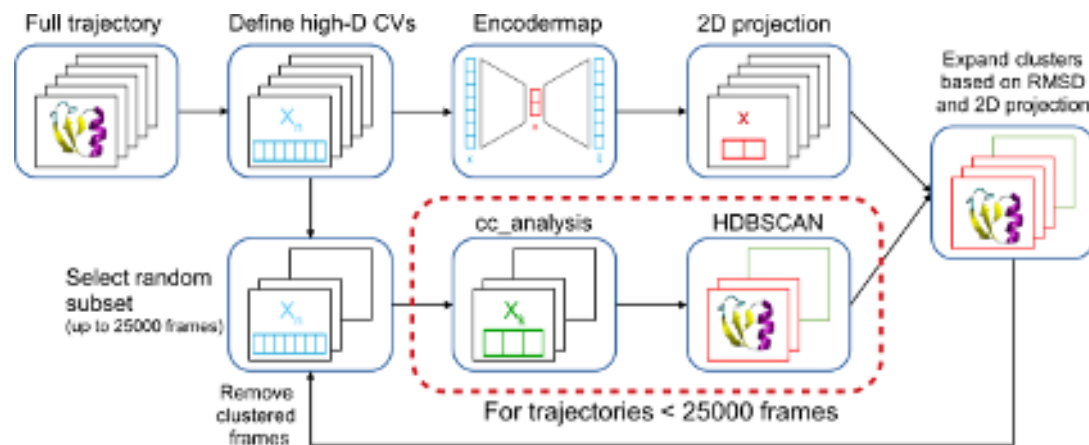 Full trajectory
Define high-D CVs
Encodermap
2D projection
Expand clusters
based on RMSD
and 2D projection
Xn
x
cc_analysis
HDBSCAN
Select random
subset
(up to 25000 frames)
Xn
Xk
Remove
clustered
frames
For trajectories < 25000 frames